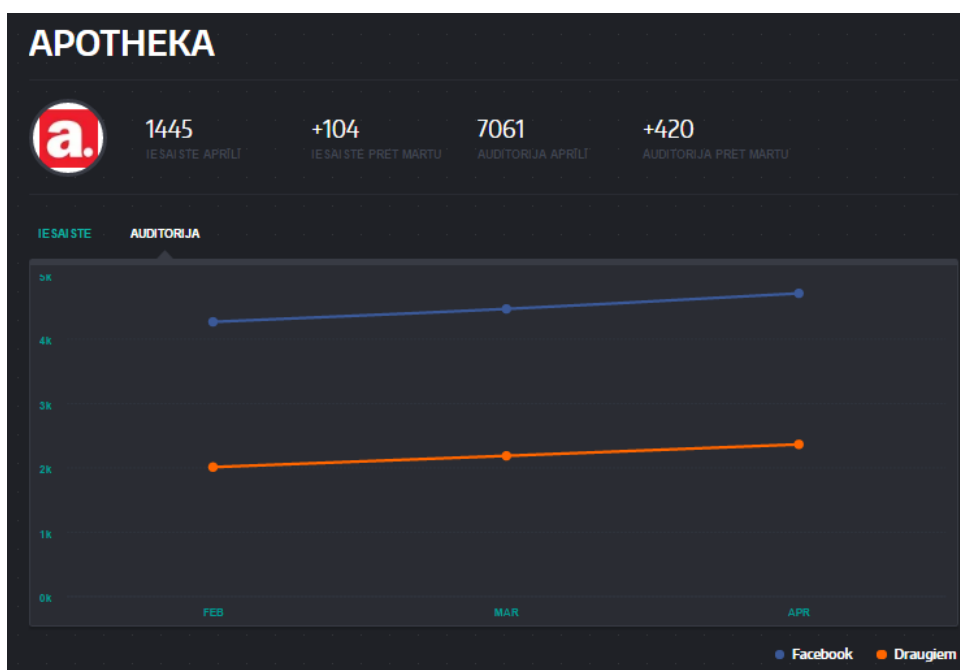 APOTHEKA
a.
1445 +104 7061 +420
IESAISTE APRĪLĪ IESAISTE PRET MARTU AUDITORIJA APRĪLĪ AUDITORIJA PRET MARTU
IESAISTE AUDITORIJA
5k
4k
3k
2k
1k
0k
FEB MAR APR
Facebook Draugiem